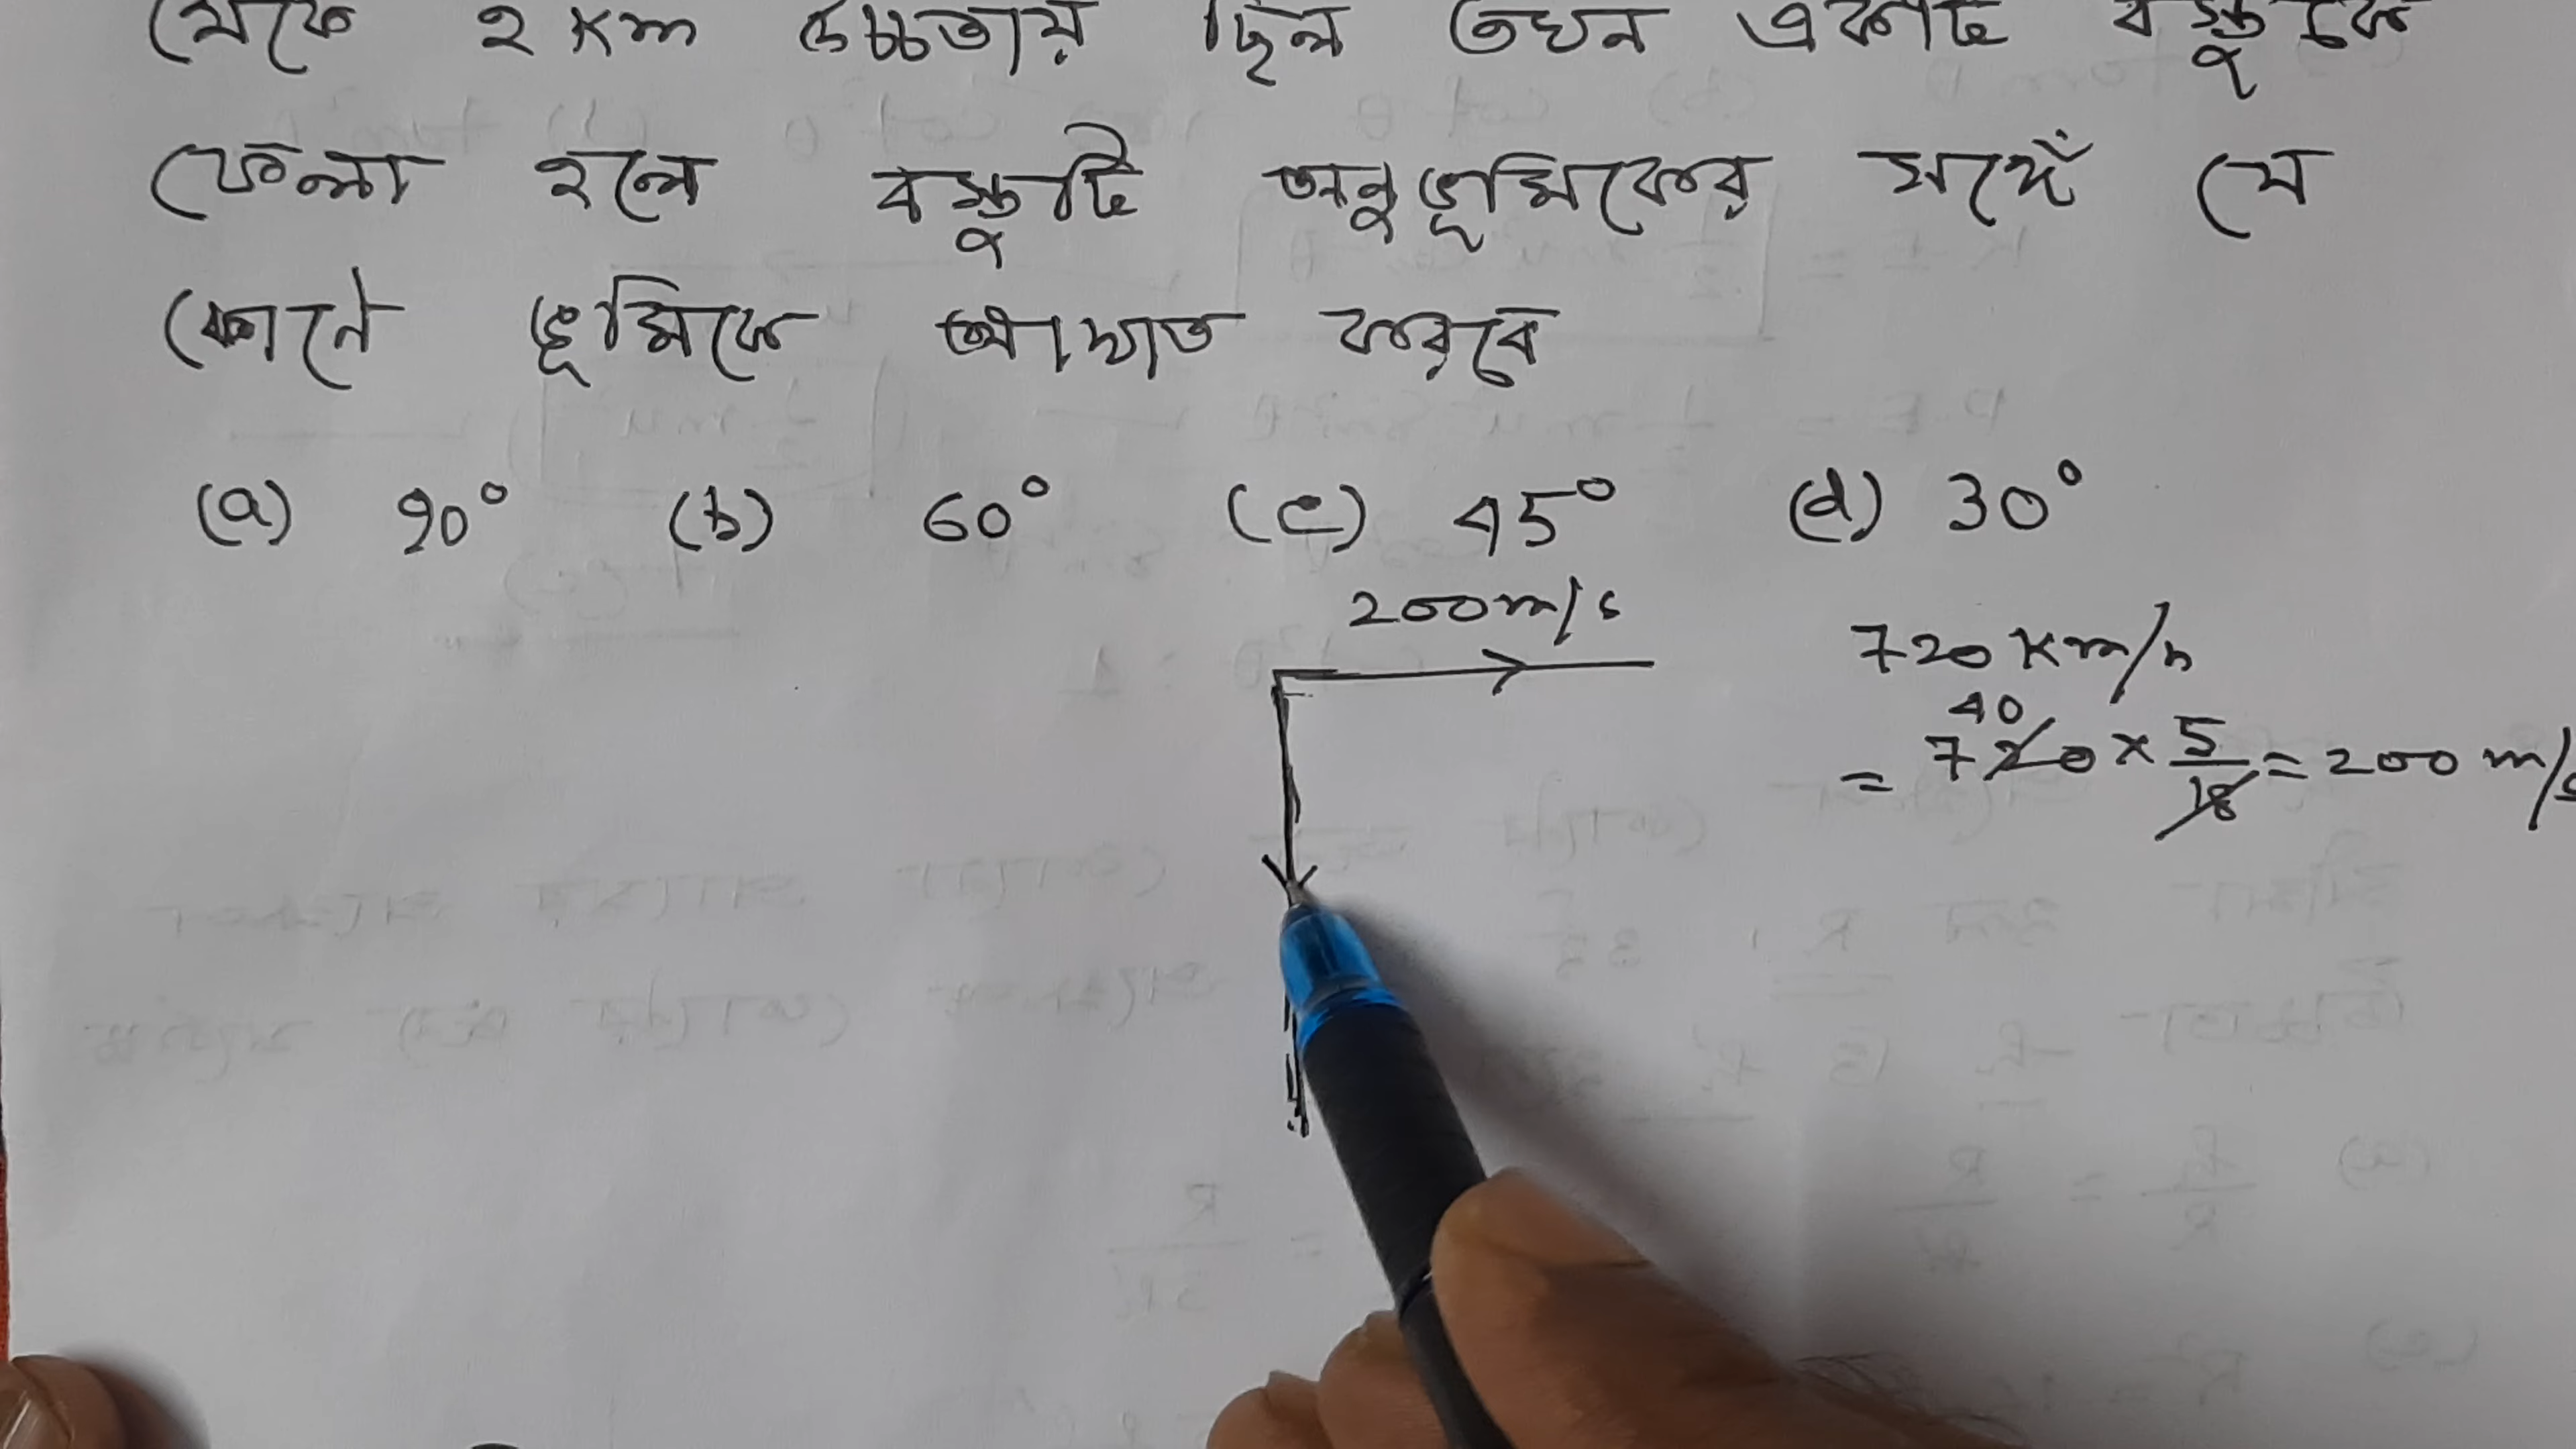 থেকে 2 Km উচ্চতায় ছিল তখন একটি বস্তুকে
ফেলা হলে বস্তুটি অনুভূমিকের সঙ্গে যে
কোনে ভূমিকে আঘাত করবে
(a) 90° (b) 60° (c) 45° (d) 30°
200 m/s
720 Km/h
40
= 720 × 5/18 = 200 m/s